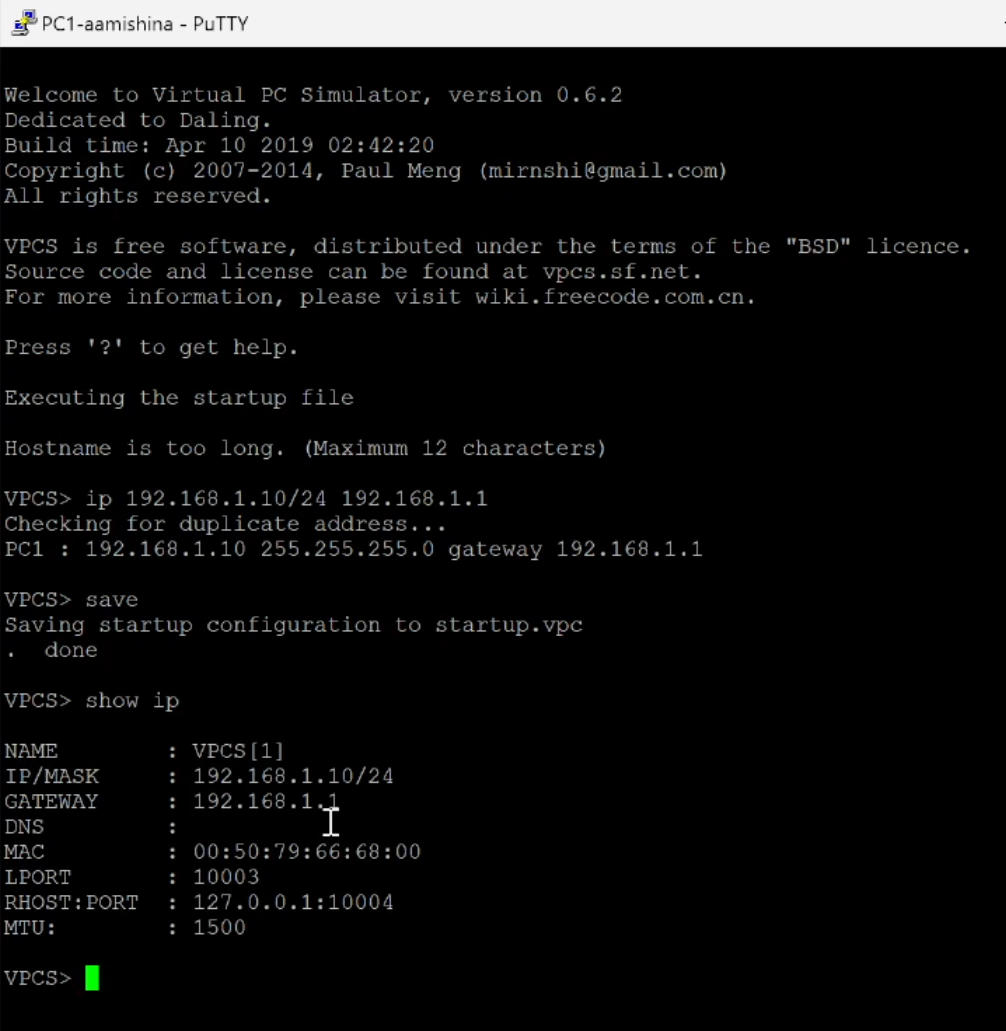 PC1-aamishina - PuTTY
Welcome to Virtual PC Simulator, version 0.6.2
Dedicated to Daling.
Build time: Apr 10 2019 02:42:20
Copyright (c) 2007-2014, Paul Meng (mirnshi@gmail.com)
All rights reserved.
VPCS is free software, distributed under the terms of the "BSD" licence.
Source code and license can be found at vpcs.sf.net.
For more information, please visit wiki.freecode.com.cn.
Press '?' to get help.
Executing the startup file
Hostname is too long. (Maximum 12 characters)
VPCS> ip 192.168.1.10/24 192.168.1.1
Checking for duplicate address...
PC1 : 192.168.1.10 255.255.255.0 gateway 192.168.1.1
VPCS> save
Saving startup configuration to startup.vpc
.  done
VPCS> show ip
NAME        : VPCS[1]
IP/MASK     : 192.168.1.10/24
GATEWAY     : 192.168.1.1
DNS         :
MAC         : 00:50:79:66:68:00
LPORT       : 10003
RHOST:PORT  : 127.0.0.1:10004
MTU:        : 1500
VPCS>